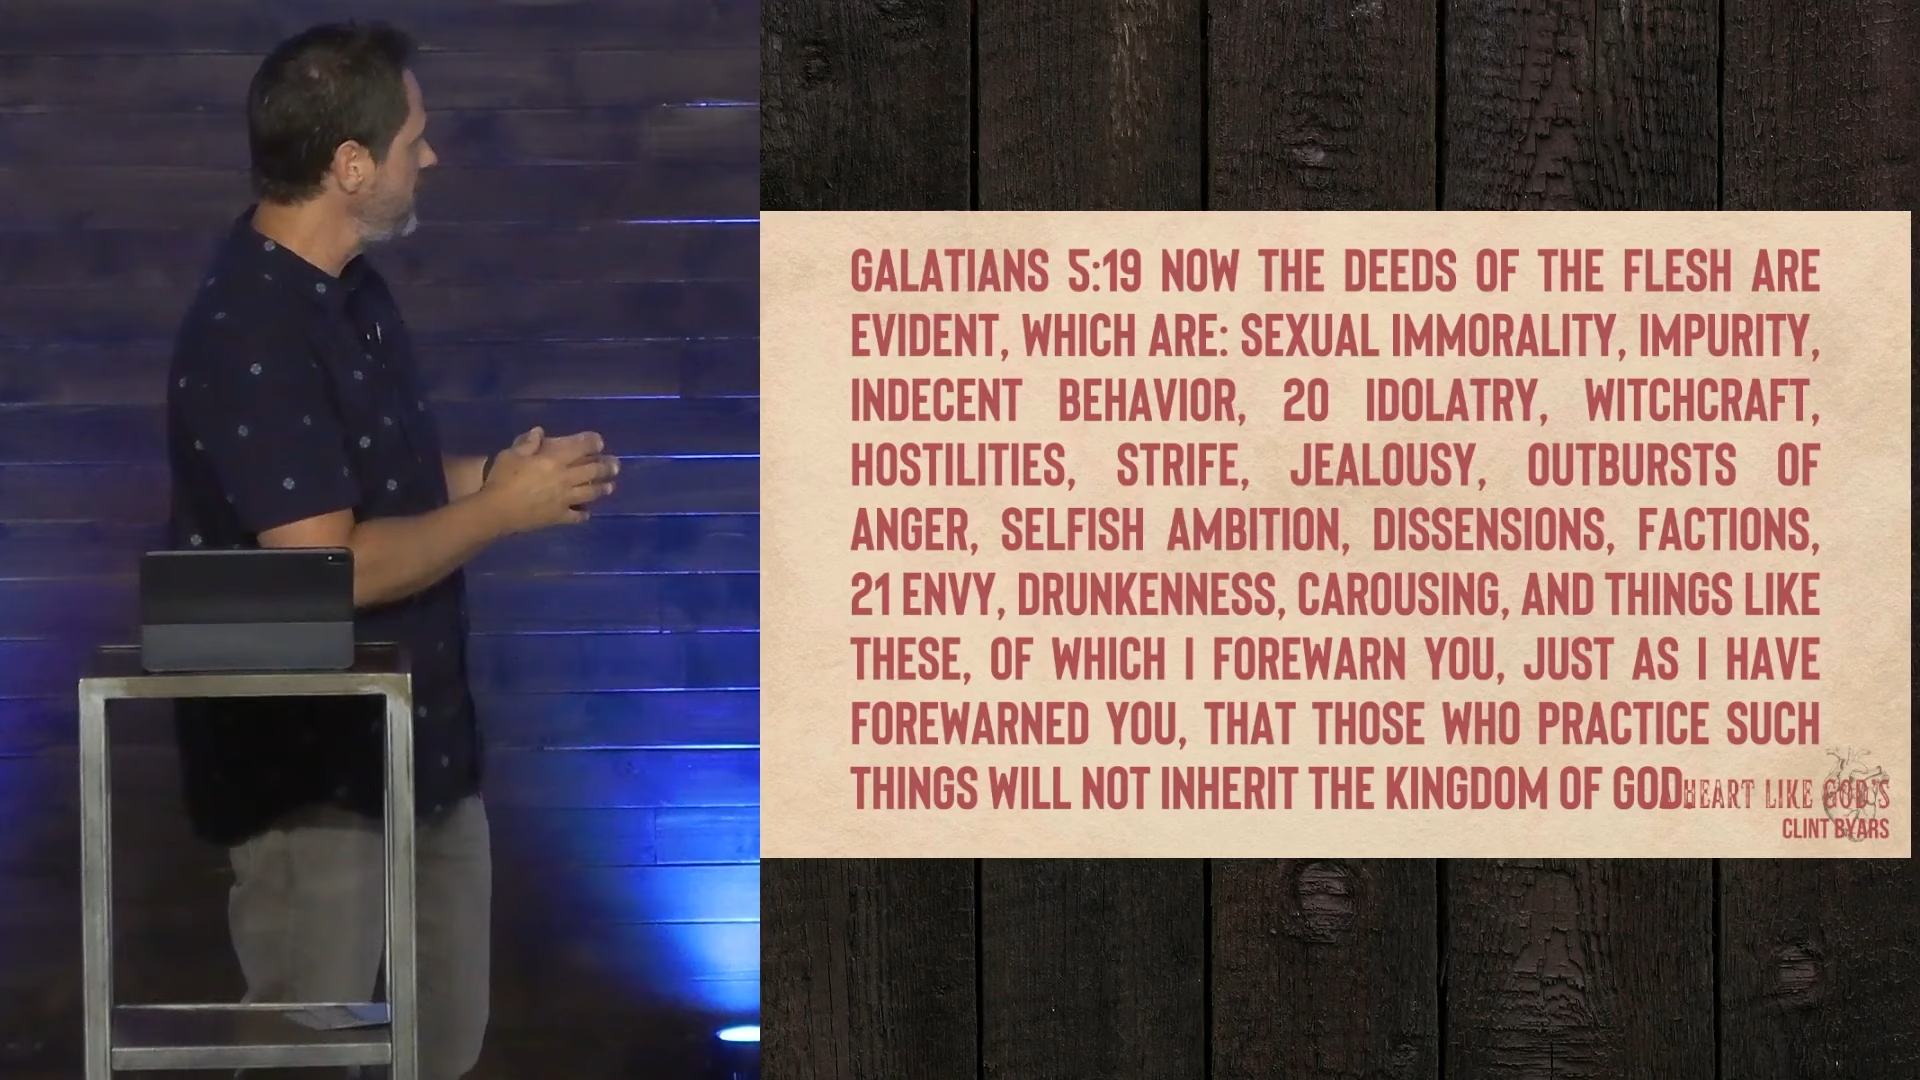 GALATIANS 5:19 NOW THE DEEDS OF THE FLESH ARE
EVIDENT, WHICH ARE: SEXUAL IMMORALITY, IMPURITY,
INDECENT BEHAVIOR, 20 IDOLATRY, WITCHCRAFT,
HOSTILITIES, STRIFE, JEALOUSY, OUTBURSTS OF
ANGER, SELFISH AMBITION, DISSENSIONS, FACTIONS,
21 ENVY, DRUNKENNESS, CAROUSING, AND THINGS LIKE
THESE, OF WHICH I FOREWARN YOU, JUST AS I HAVE
FOREWARNED YOU, THAT THOSE WHO PRACTICE SUCH
THINGS WILL NOT INHERIT THE KINGDOM OF GOD
HEART LIKE GOD'S
CLINT BYARS